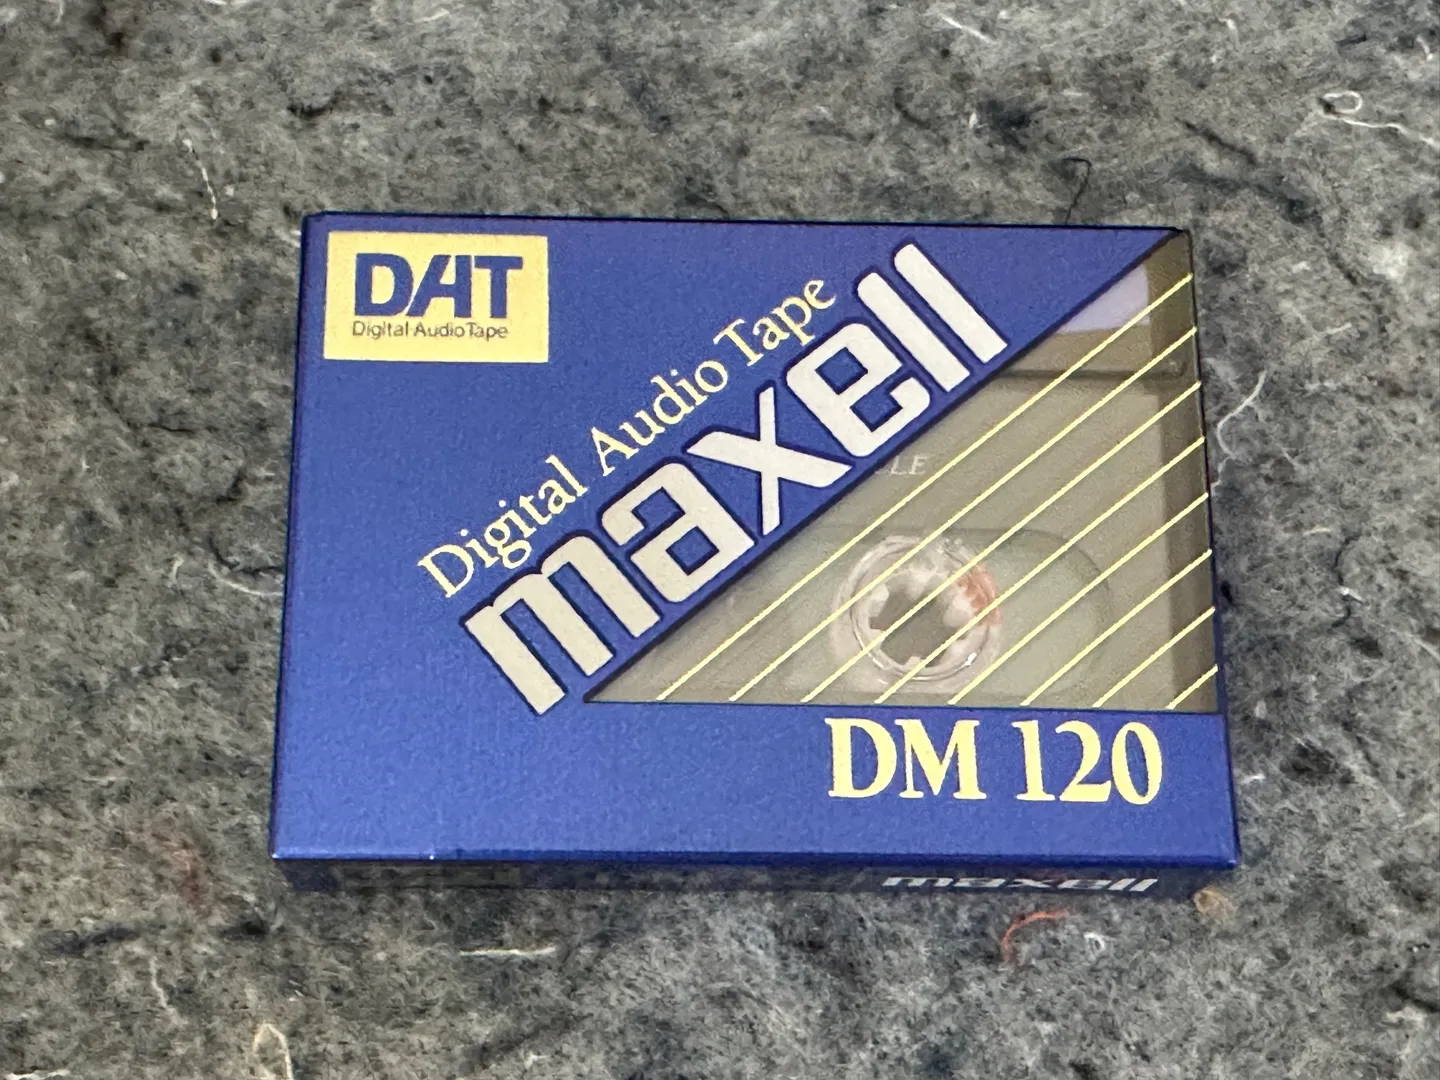 DAT
Digital Audio Tape
Digital Audio Tape
maxell
DM 120
maxell